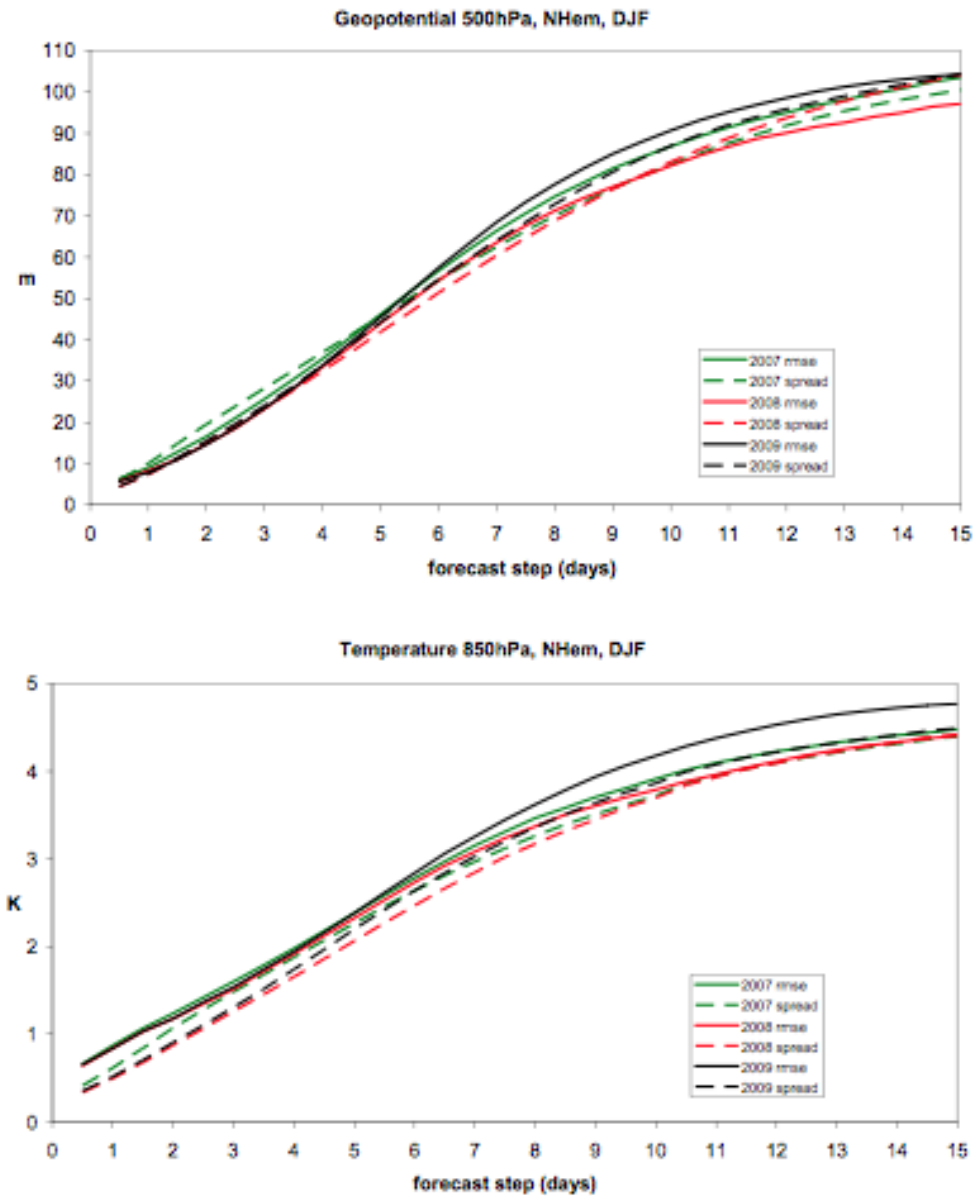 Geopotential 500hPa, NHem, DJF
110
100
90
80
70
60
50
40
30
20
10
0
m
2007 rmse
2007 spread
2008 rmse
2008 spread
2009 rmse
2009 spread
0 1 2 3 4 5 6 7 8 9 10 11 12 13 14 15
forecast step (days)
Temperature 850hPa, NHem, DJF
5
4
3
2
1
0
K
2007 rmse
2007 spread
2008 rmse
2008 spread
2009 rmse
2009 spread
0 1 2 3 4 5 6 7 8 9 10 11 12 13 14 15
forecast step (days)